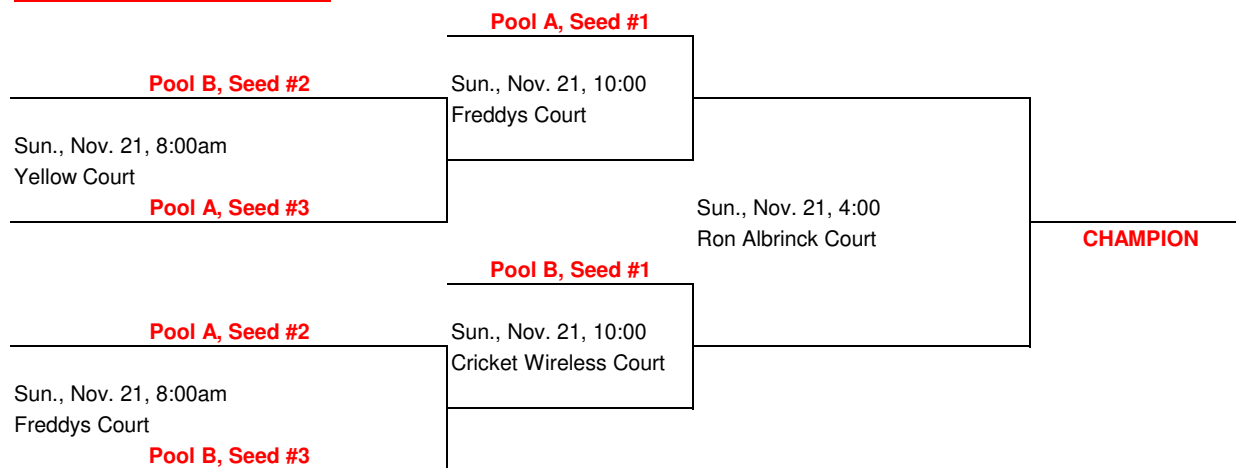 Pool A, Seed #1
Pool B, Seed #2
Sun., Nov. 21, 10:00
Freddys Court
Sun., Nov. 21, 8:00am
Yellow Court
Pool A, Seed #3
Sun., Nov. 21, 4:00
Ron Albrinck Court
CHAMPION
Pool B, Seed #1
Pool A, Seed #2
Sun., Nov. 21, 10:00
Cricket Wireless Court
Sun., Nov. 21, 8:00am
Freddys Court
Pool B, Seed #3